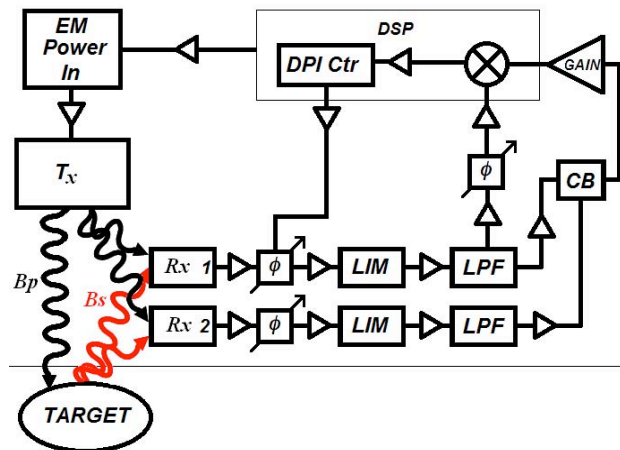 EM
Power
In
DSP
DPI Ctr
GAIN
Tx
ϕ
CB
Bp
Bs
Rx 1
ϕ
LIM
LPF
Rx 2
ϕ
LIM
LPF
TARGET